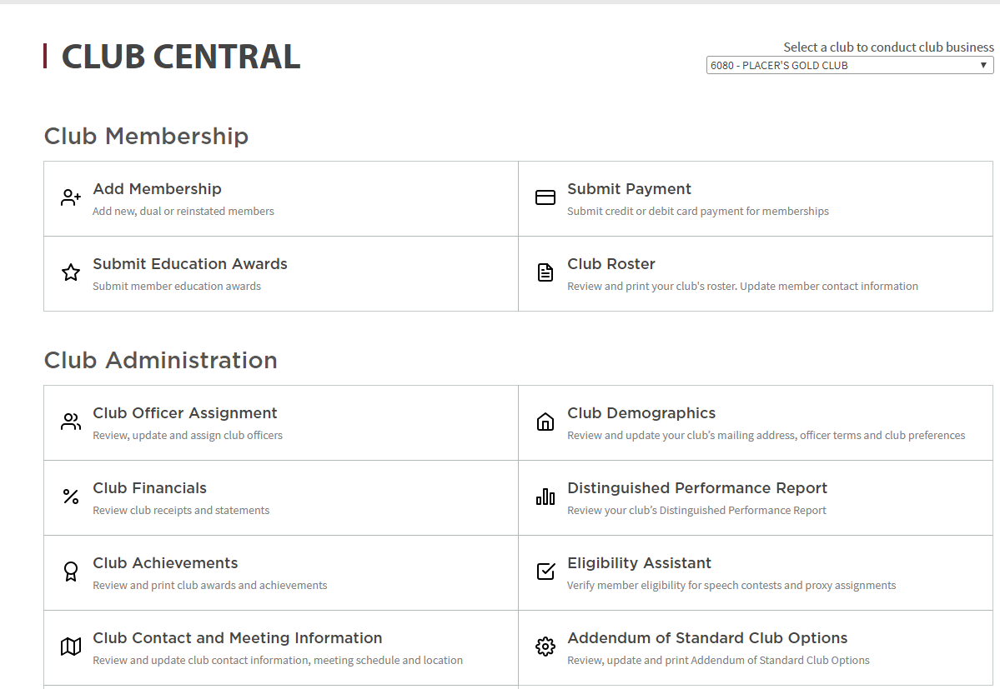 CLUB CENTRAL
Select a club to conduct club business
6080 - PLACER'S GOLD CLUB
Club Membership
Add Membership
Add new, dual or reinstated members
Submit Payment
Submit credit or debit card payment for memberships
Submit Education Awards
Submit member education awards
Club Roster
Review and print your club's roster. Update member contact information
Club Administration
Club Officer Assignment
Review, update and assign club officers
Club Demographics
Review and update your club’s mailing address, officer terms and club preferences
Club Financials
Review club receipts and statements
Distinguished Performance Report
Review your club’s Distinguished Performance Report
Club Achievements
Review and print club awards and achievements
Eligibility Assistant
Verify member eligibility for speech contests and proxy assignments
Club Contact and Meeting Information
Review and update club contact information, meeting schedule and location
Addendum of Standard Club Options
Review, update and print Addendum of Standard Club Options